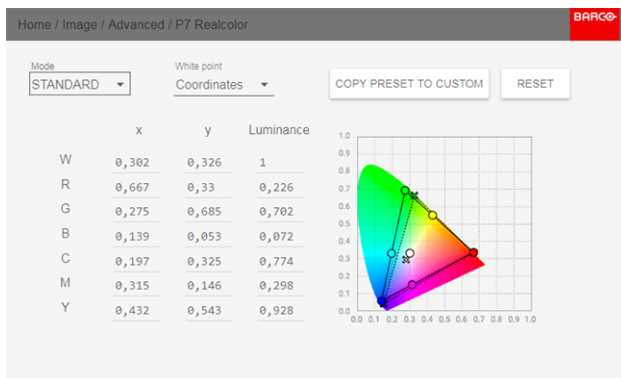 Home / Image / Advanced / P7 Realcolor
BARCO
Mode
STANDARD
White point
Coordinates
COPY PRESET TO CUSTOM
RESET
x y Luminance
W 0,302 0,326 1
R 0,667 0,33 0,226
G 0,275 0,685 0,702
B 0,139 0,053 0,072
C 0,197 0,325 0,774
M 0,315 0,146 0,298
Y 0,432 0,543 0,928
1.0
0.9
0.8
0.7
0.6
0.5
0.4
0.3
0.2
0.1
0.0
0.0 0.1 0.2 0.3 0.4 0.5 0.6 0.7 0.8 0.9 1.0